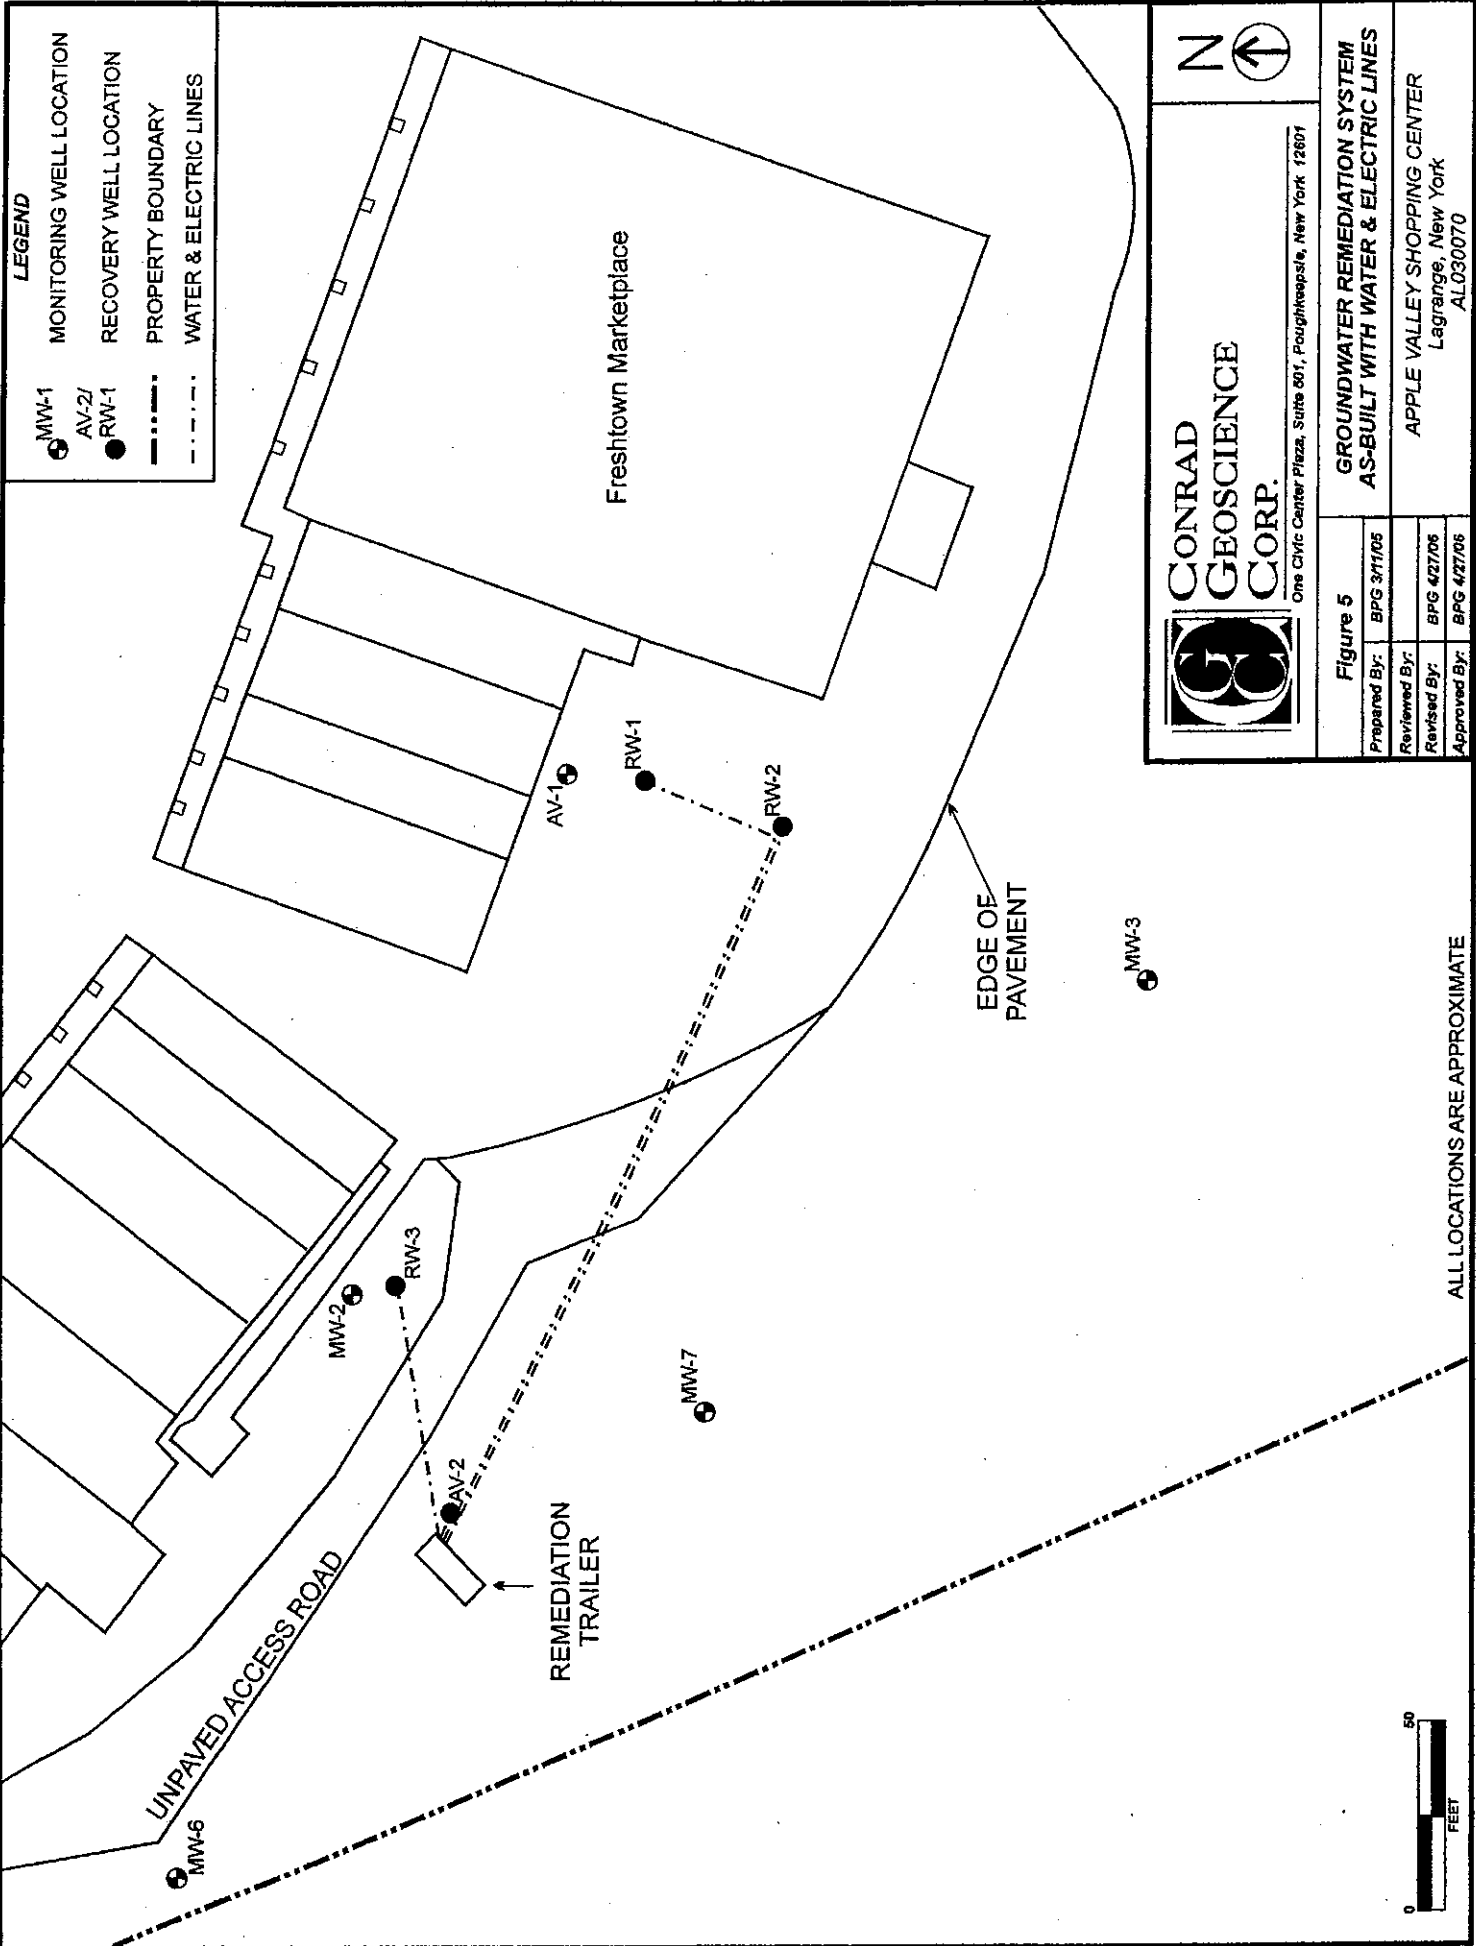 LEGEND
MW-1
MONITORING WELL LOCATION
AV-2/
RW-1
RECOVERY WELL LOCATION
PROPERTY BOUNDARY
WATER & ELECTRIC LINES
Freshtown Marketplace
AV-1
RW-1
RW-2
MW-2
RW-3
AV-2
MW-7
MW-3
MW-6
UNPAVED ACCESS ROAD
REMEDIATION
TRAILER
EDGE OF
PAVEMENT
ALL LOCATIONS ARE APPROXIMATE
0
50
FEET
GC
CONRAD
GEOSCIENCE
CORP.
One Civic Center Plaza, Suite 501, Poughkeepsie, New York 12601
N
Figure 5
GROUNDWATER REMEDIATION SYSTEM
AS-BUILT WITH WATER & ELECTRIC LINES
Prepared By: BPG 3/11/05
Reviewed By:
Revised By: BPG 4/27/06
Approved By: BPG 4/27/06
APPLE VALLEY SHOPPING CENTER
Lagrange, New York
AL030070